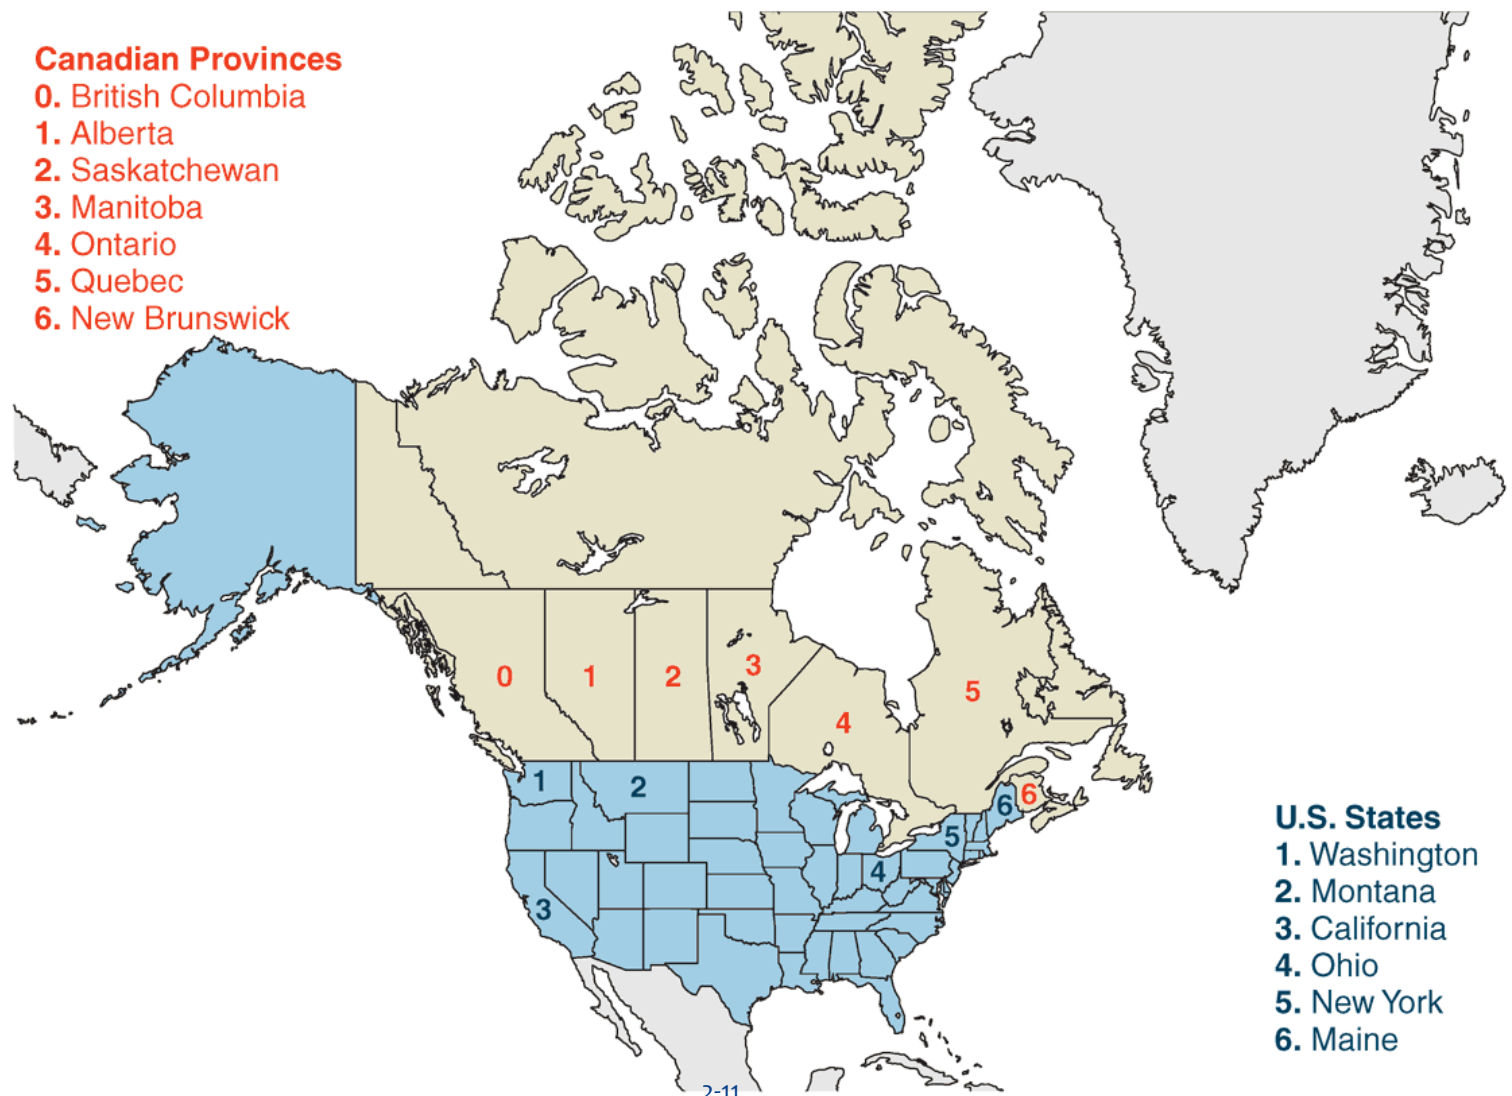 Canadian Provinces
0. British Columbia
1. Alberta
2. Saskatchewan
3. Manitoba
4. Ontario
5. Quebec
6. New Brunswick
0
1
2
3
4
5
6
1
2
3
4
5
6
U.S. States
1. Washington
2. Montana
3. California
4. Ohio
5. New York
6. Maine
2-11